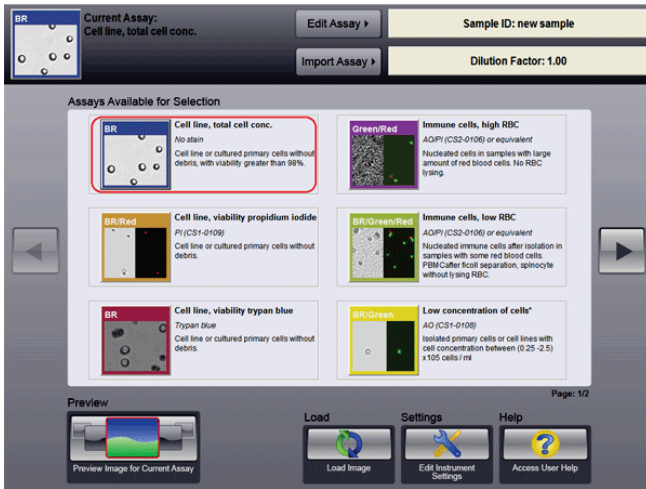 BR
Current Assay:
Cell line, total cell conc.
Edit Assay
Sample ID: new sample
Import Assay
Dilution Factor: 1.00
Assays Available for Selection
BR
Cell line, total cell conc.
No stain
Cell line or cultured primary cells without
debris, with viability greater than 98%.
Green/Red
Immune cells, high RBC
AO/PI (CS2-0106) or equivalent
Nucleated cells in samples with large
amount of red blood cells. No RBC
lysing.
BR/Red
Cell line, viability propidium iodide
PI (CS1-0109)
Cell line or cultured primary cells without
debris.
BR/Green/Red
Immune cells, low RBC
AO/PI (CS2-0106) or equivalent
Nucleated immune cells after isolation in
samples with some red blood cells.
PBMCafter ficoll separation, splnocyte
without lysing RBC.
BR
Cell line, viability trypan blue
Trypan blue
Cell line or cultured primary cells without
debris.
BR/Green
Low concentration of cells*
AO (CS1-0108)
Isolated primary cells or cell lines with
cell concentration between (0.25 -2.5)
x105 cells / ml
Page: 1/2
Preview
Preview Image for Current Assay
Load
Load Image
Settings
Edit Instrument
Settings
Help
Access User Help